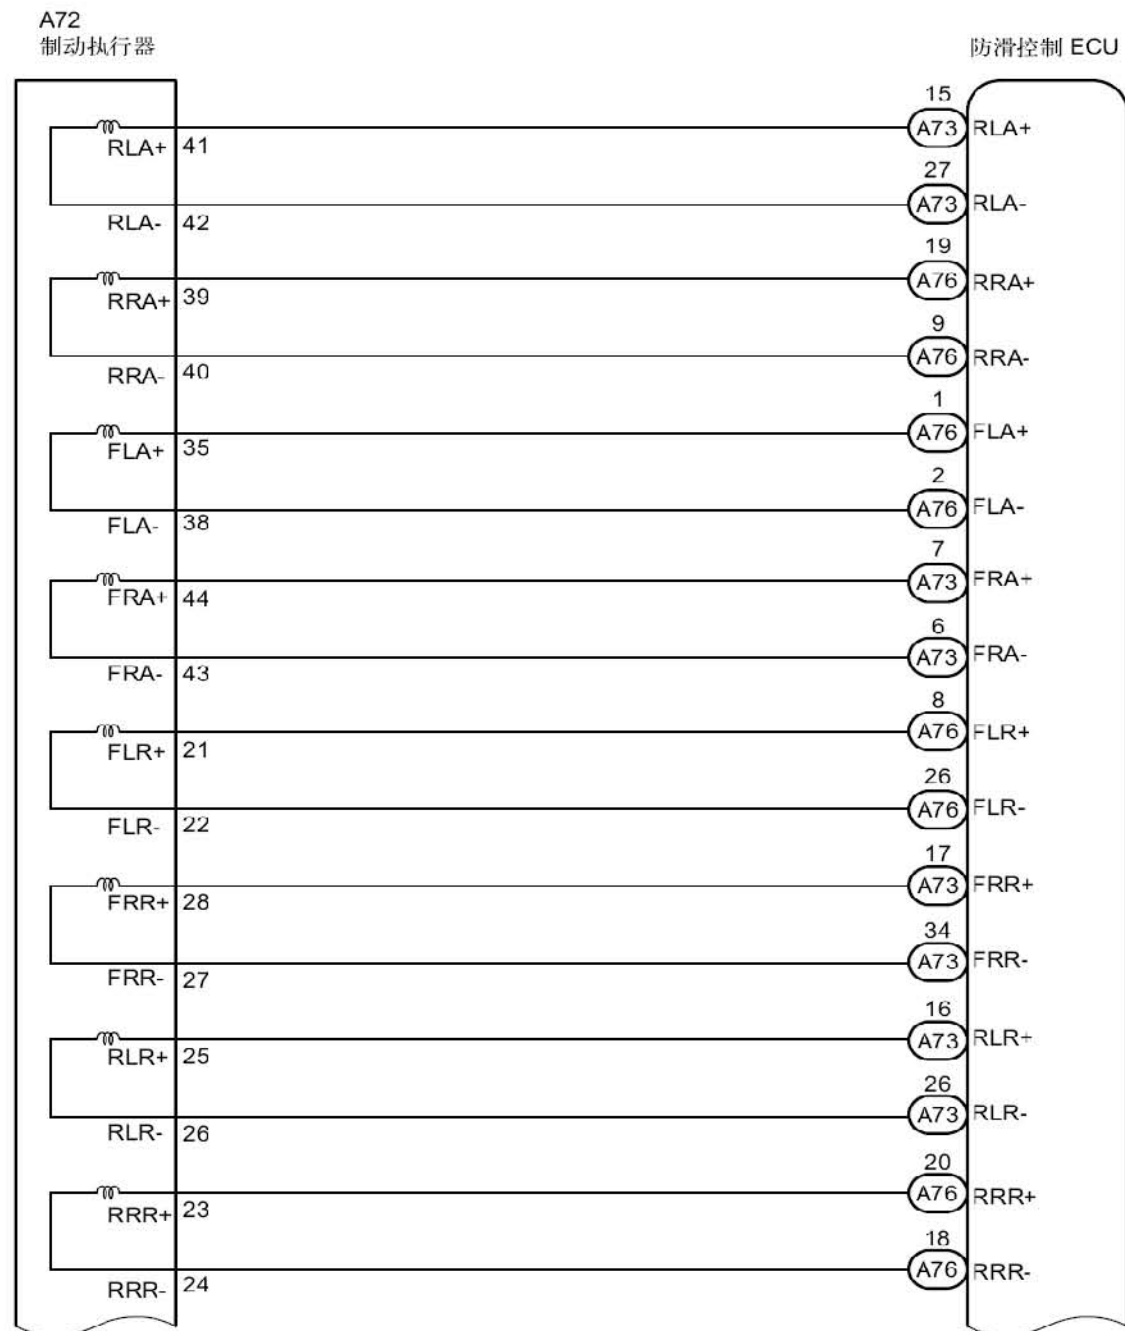 A72
制动执行器
防滑控制 ECU
15
RLA+ 41 A73 RLA+
27
RLA- 42 A73 RLA-
19
RRA+ 39 A76 RRA+
9
RRA- 40 A76 RRA-
1
FLA+ 35 A76 FLA+
2
FLA- 38 A76 FLA-
7
FRA+ 44 A73 FRA+
6
FRA- 43 A73 FRA-
8
FLR+ 21 A76 FLR+
26
FLR- 22 A76 FLR-
17
FRR+ 28 A73 FRR+
34
FRR- 27 A73 FRR-
16
RLR+ 25 A73 RLR+
26
RLR- 26 A73 RLR-
20
RRR+ 23 A76 RRR+
18
RRR- 24 A76 RRR-